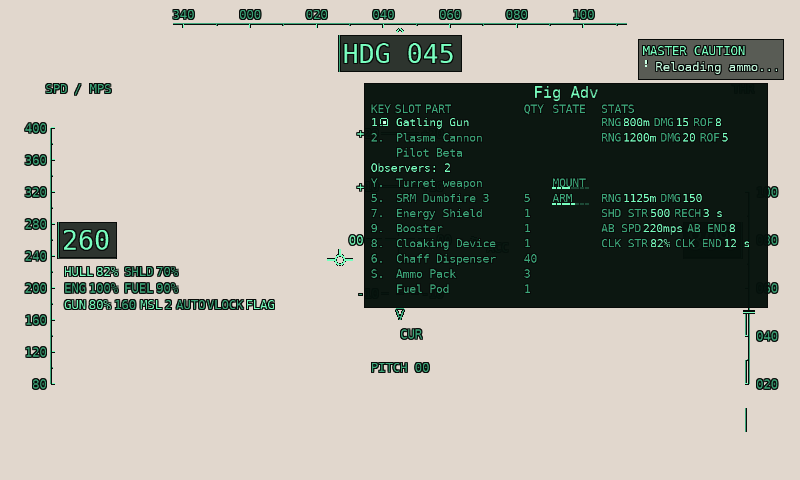 340 000 020 040 060 080 100
HDG 045
MASTER CAUTION
! Reloading ammo...
SPD / MPS
400
360
320
280
240
200
160
120
80
260
HULL 82% SHLD 70%
ENG 100% FUEL 90%
GUN 80% 160 MSL 2 AUTOVLOCK FLAG
Fig Adv
KEY SLOT PART QTY STATE STATS
1 Gatling Gun RNG 800m DMG 15 ROF 8
2. Plasma Cannon RNG 1200m DMG 20 ROF 5
Pilot Beta
Observers: 2
Y. Turret weapon MOUNT
5. SRM Dumbfire 3 5 ARM RNG 1125m DMG 150
7. Energy Shield 1 SHD STR 500 RECH 3 s
9. Booster 1 AB SPD 220mps AB END 8
8. Cloaking Device 1 CLK STR 82% CLK END 12 s
6. Chaff Dispenser 40
S. Ammo Pack 3
Fuel Pod 1
00
CUR
PITCH 00
040
020